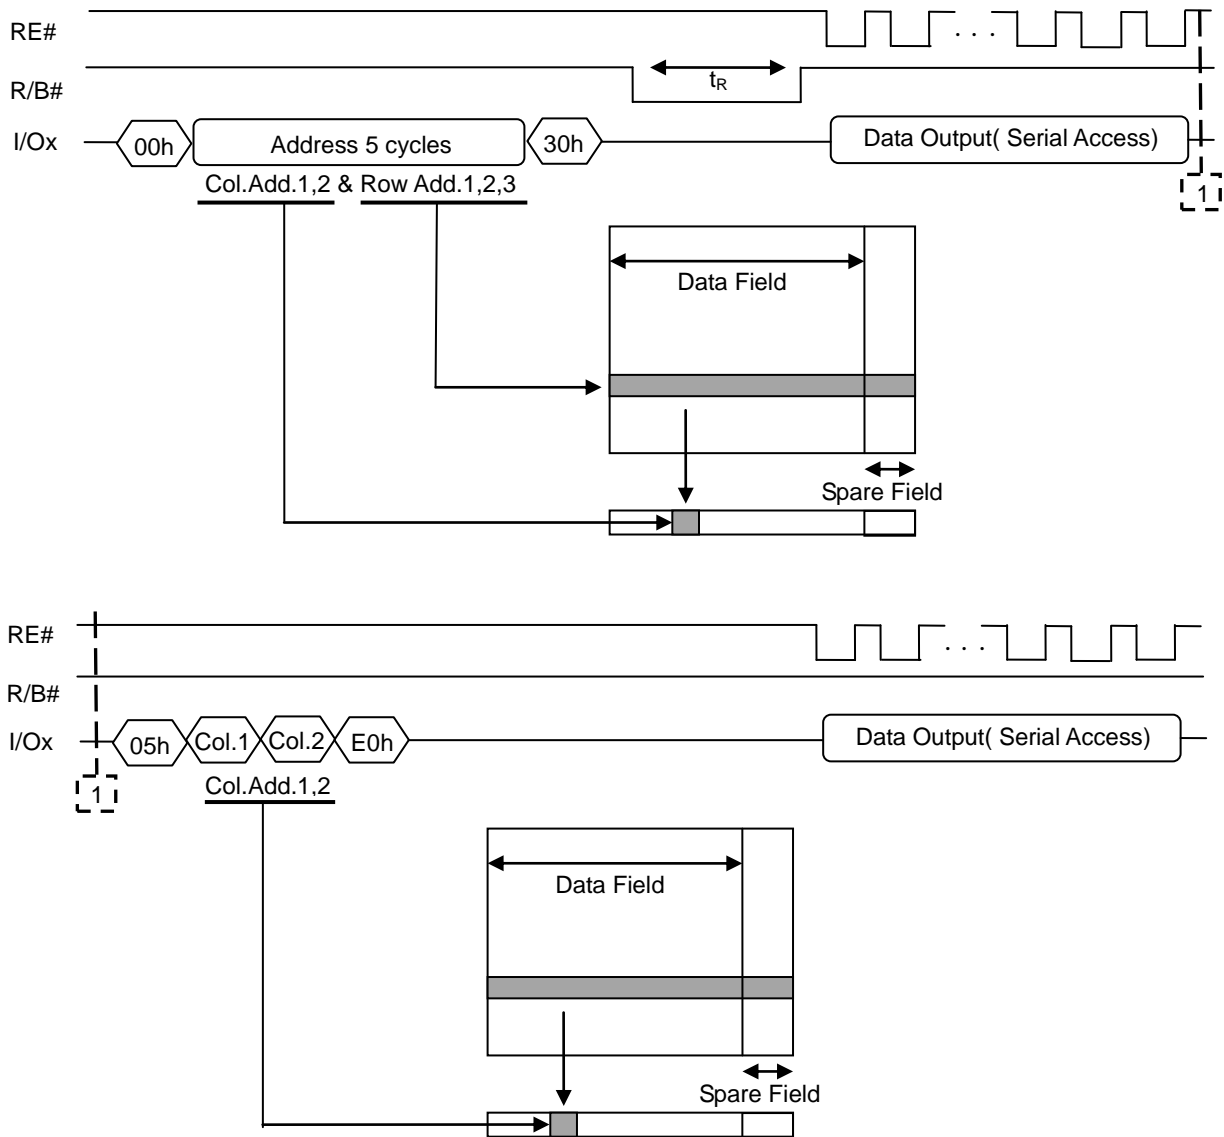 RE#
. . .
R/B#
tR
I/Ox 00h Address 5 cycles 30h Data Output( Serial Access)
Col.Add.1,2 & Row Add.1,2,3
1
Data Field
Spare Field
RE#
. . .
R/B#
I/Ox 05h Col.1 Col.2 E0h Data Output( Serial Access)
1
Col.Add.1,2
Data Field
Spare Field